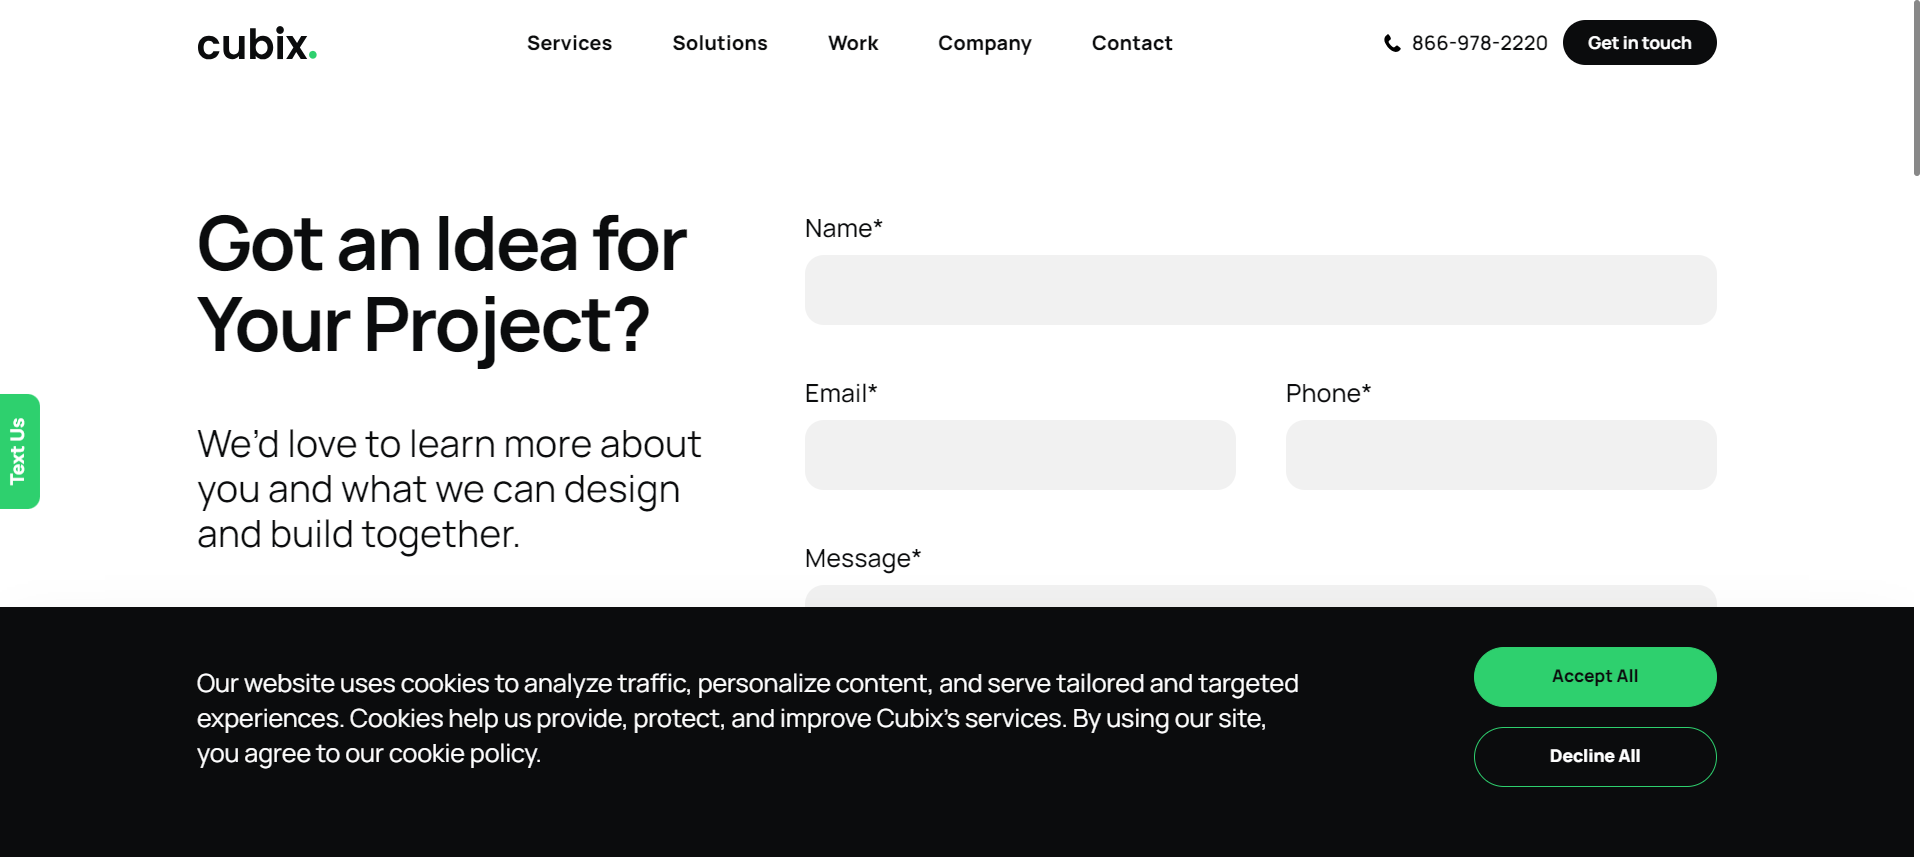 cubix.
Services
Solutions
Work
Company
Contact
866-978-2220
Get in touch
Got an Idea for
Your Project?
We’d love to learn more about
you and what we can design
and build together.
Name*
Email*
Phone*
Message*
Text Us
Our website uses cookies to analyze traffic, personalize content, and serve tailored and targeted
experiences. Cookies help us provide, protect, and improve Cubix’s services. By using our site,
you agree to our cookie policy.
Accept All
Decline All